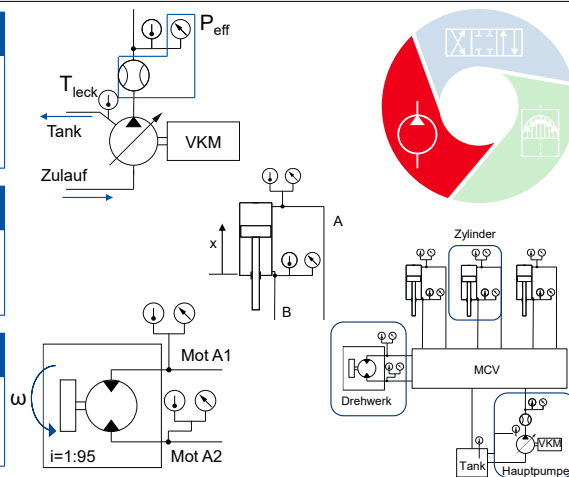 P_eff
T_leck
Tank
VKM
Zulauf
x
A
B
Zylinder
Mot A1
ω
Mot A2
i=1:95
MCV
Drehwerk
VKM
Tank
Hauptpumpe